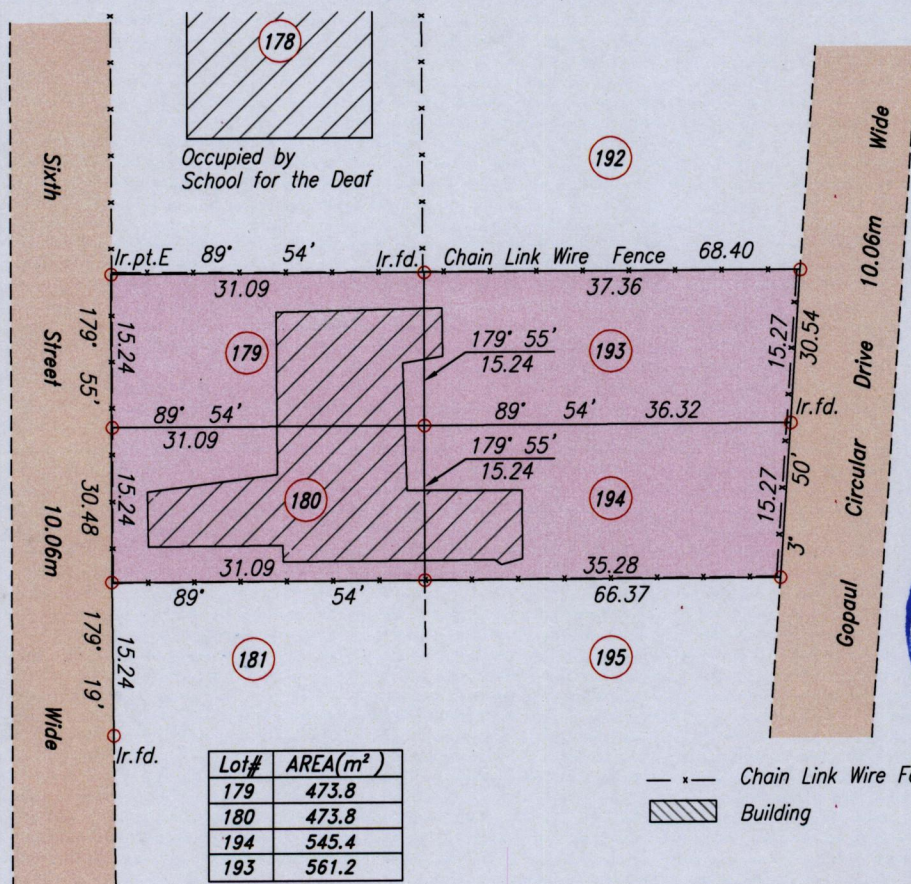 178
Occupied by
School for the Deaf
192
Ir.pt.E 89° 54' Ir.fd. Chain Link Wire Fence 68.40
31.09 37.36
Sixth Street 10.06m Wide
179° 55' 30.48
15.24
179
179° 55'
15.24
193
15.27
30.54
Gopaul Circular Drive 10.06m Wide
89° 54'
31.09
89° 54' 36.32 Ir.fd.
15.24
180
179° 55'
15.24
194
15.27
3° 50'
31.09 35.28
89° 54' 66.37
179° 19'
15.24
181
195
Ir.fd.
Lot# AREA(m²)
179 473.8
180 473.8
194 545.4
193 561.2
Chain Link Wire
Building